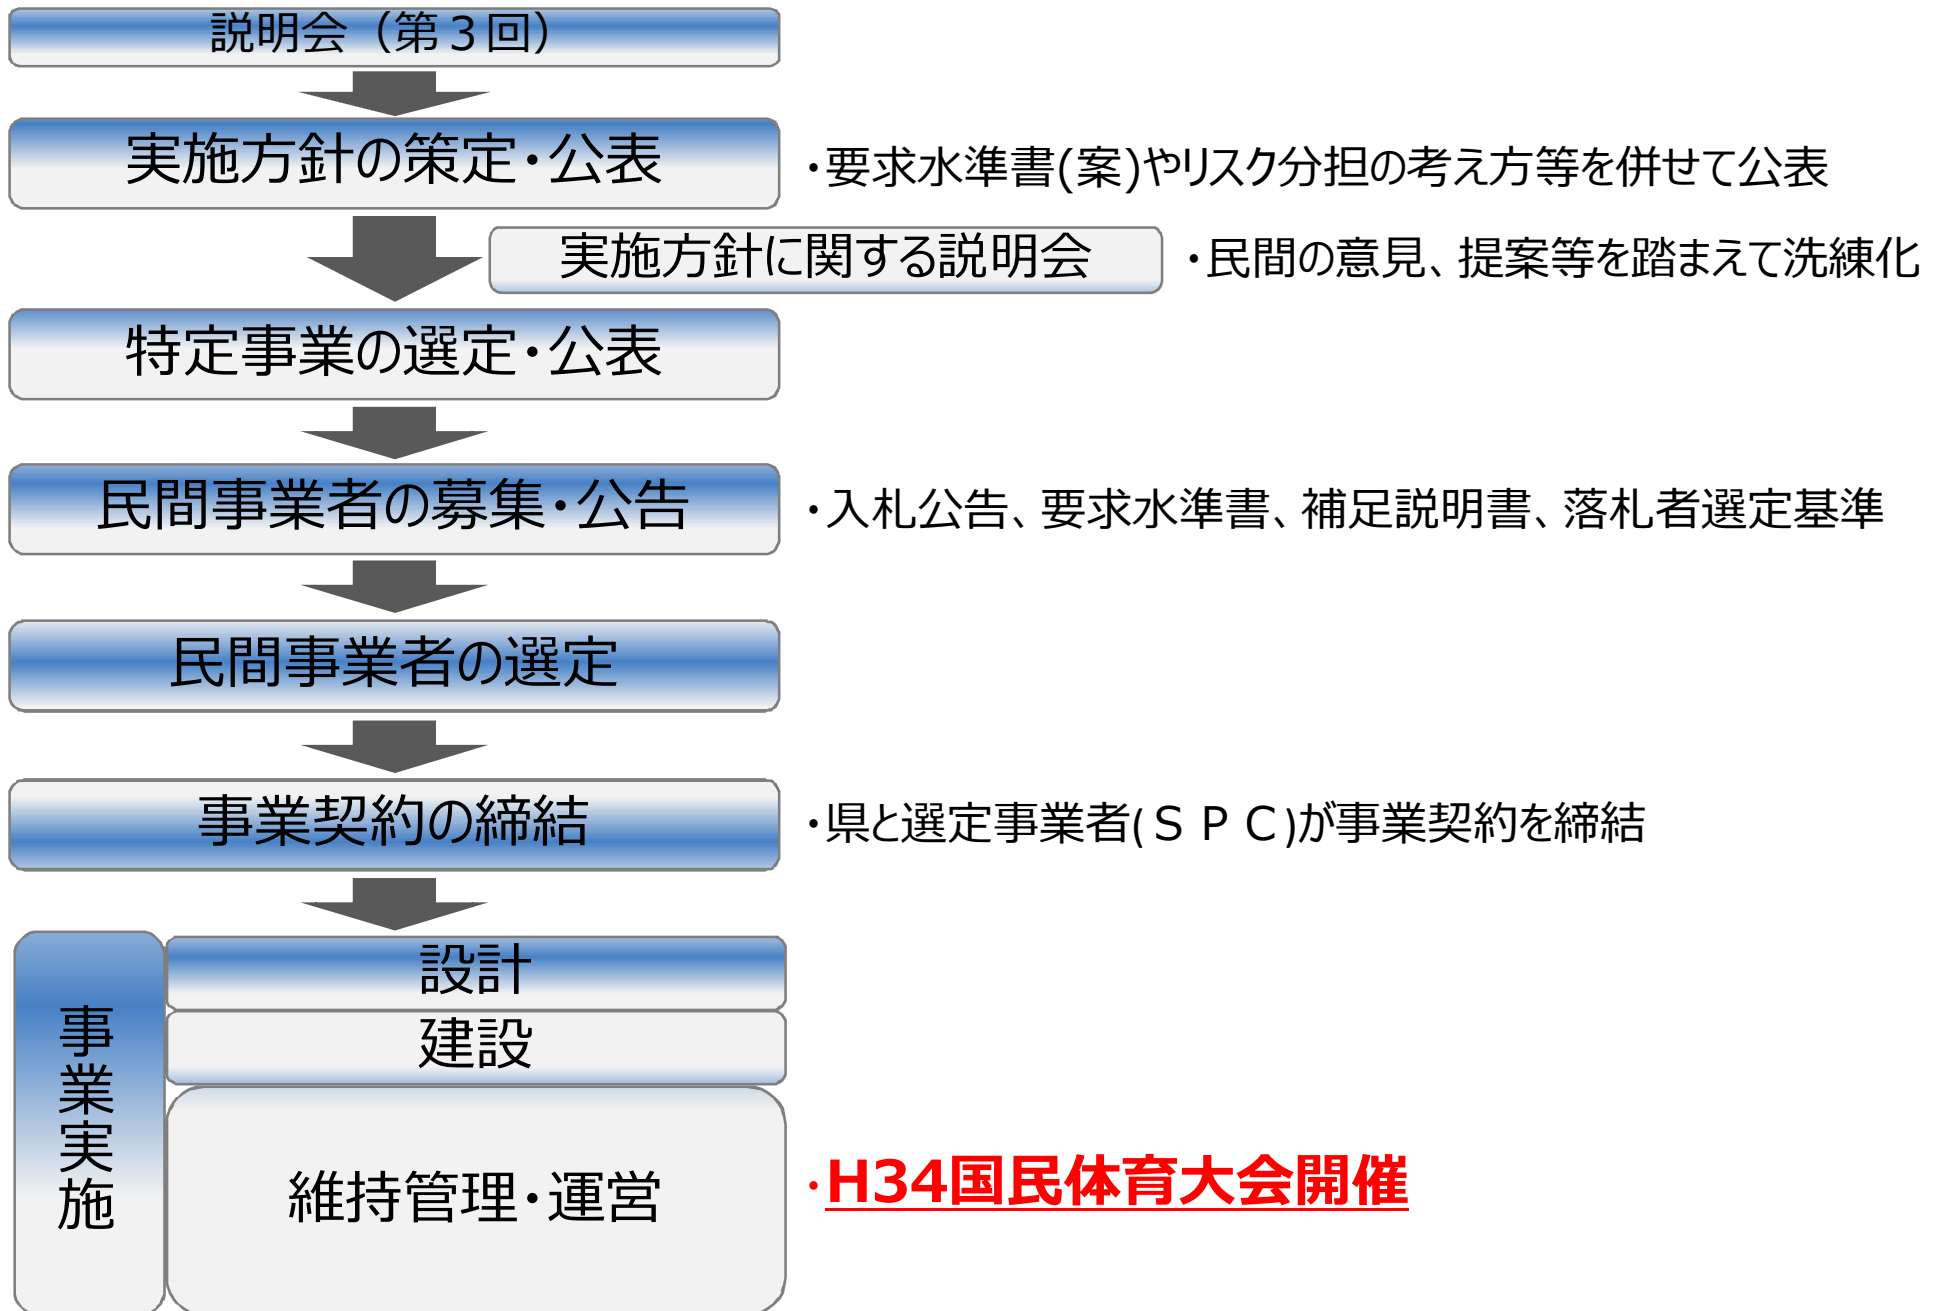 説明会（第３回）
実施方針の策定・公表
・要求水準書(案)やリスク分担の考え方等を併せて公表
実施方針に関する説明会
・民間の意見、提案等を踏まえて洗練化
特定事業の選定・公表
民間事業者の募集・公告
・入札公告、要求水準書、補足説明書、落札者選定基準
民間事業者の選定
事業契約の締結
・県と選定事業者(ＳＰＣ)が事業契約を締結
事業実施
設計
建設
維持管理・運営
・H34国民体育大会開催